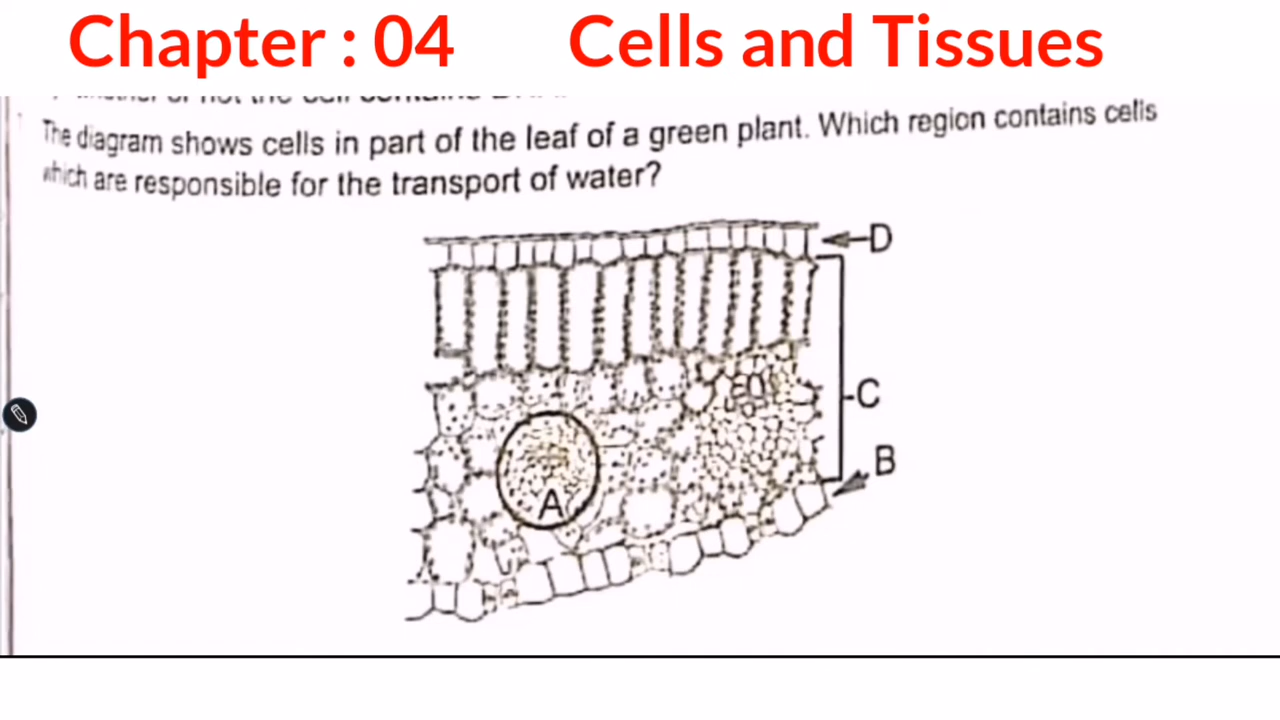 Chapter : 04 Cells and Tissues
The diagram shows cells in part of the leaf of a green plant. Which region contains cells
which are responsible for the transport of water?
D
C
B
A